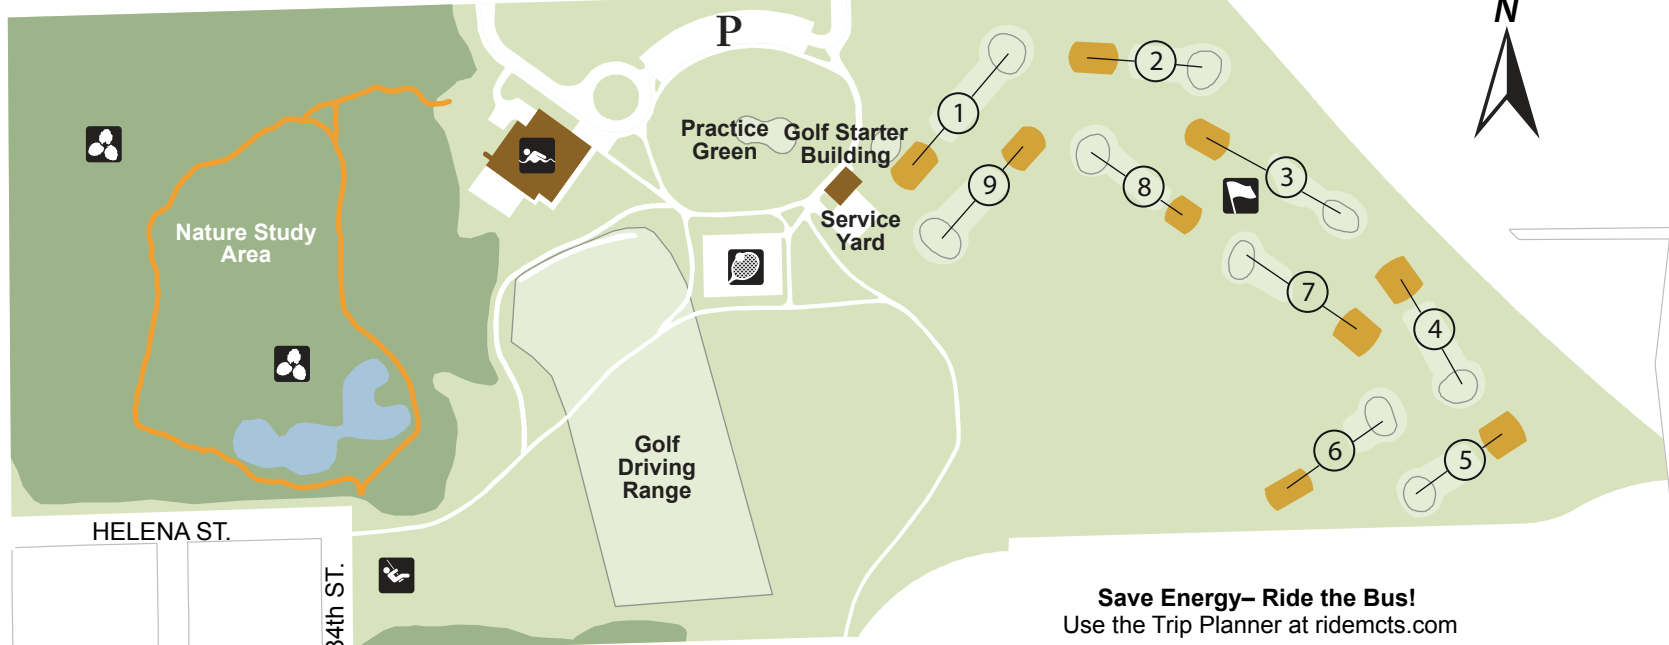 N
P
2
1
Practice
Green
Golf Starter
Building
9
8
3
Nature Study
Area
Service
Yard
7
4
Golf
Driving
Range
6
5
HELENA ST.
84th ST.
Save Energy– Ride the Bus!
Use the Trip Planner at ridemcts.com